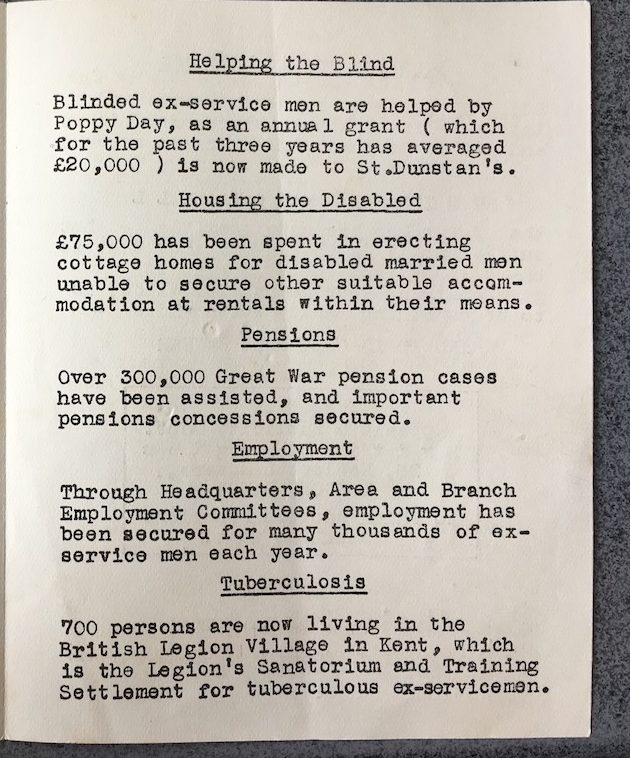 Helping the Blind
Blinded ex-service men are helped by
Poppy Day, as an annual grant ( which
for the past three years has averaged
£20,000 ) is now made to St.Dunstan's.
Housing the Disabled
£75,000 has been spent in erecting
cottage homes for disabled married men
unable to secure other suitable accom-
modation at rentals within their means.
Pensions
Over 300,000 Great War pension cases
have been assisted, and important
pensions concessions secured.
Employment
Through Headquarters, Area and Branch
Employment Committees, employment has
been secured for many thousands of ex-
service men each year.
Tuberculosis
700 persons are now living in the
British Legion Village in Kent, which
is the Legion's Sanatorium and Training
Settlement for tuberculous ex-servicemen.